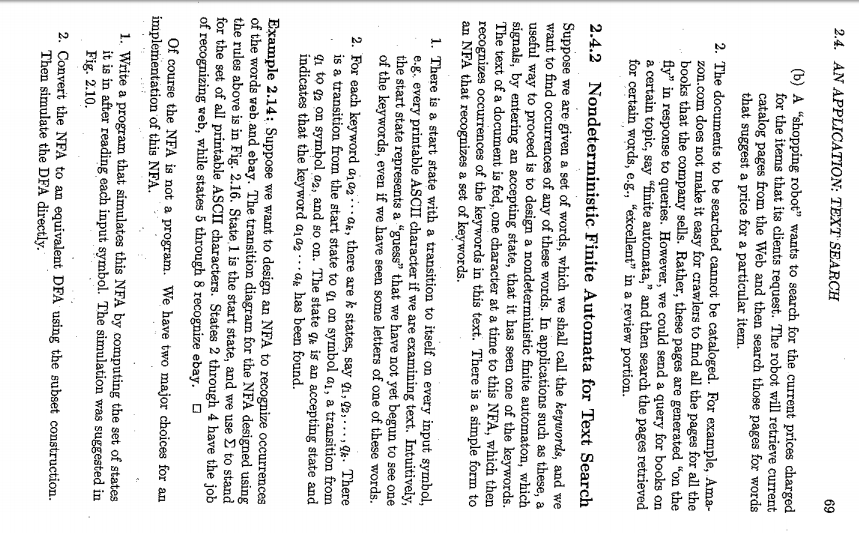 2.4. AN APPLICATION: TEXT SEARCH 69
(b) A "shopping robot" wants to search for the current prices charged
for the items that its clients request. The robot will retrieve current
catalog pages from the Web and then search those pages for words
that suggest a price for a particular item.
2. The documents to be searched cannot be cataloged. For example, Ama-
zon.com does not make it easy for crawlers to find all the pages for all the
books that the company sells. Rather, these pages are generated "on the
fly" in response to queries. However, we could send a query for books on
a certain topic, say "finite automata," and then search the pages retrieved
for certain words, e.g., "excellent" in a review portion.
2.4.2 Nondeterministic Finite Automata for Text Search
Suppose we are given a set of words, which we shall call the keywords, and we
want to find occurrences of any of these words. In applications such as these, a
useful way to proceed is to design a nondeterministic finite automaton, which
signals, by entering an accepting state, that it has seen one of the keywords.
The text of a document is fed, one character at a time to this NFA, which then
recognizes occurrences of the keywords in this text. There is a simple form to
an NFA that recognizes a set of keywords.
1. There is a start state with a transition to itself on every input symbol,
e.g. every printable ASCII character if we are examining text. Intuitively,
the start state represents a "guess" that we have not yet begun to see one
of the keywords, even if we have seen some letters of one of these words.
2. For each keyword a₁a₂⋯aₖ, there are k states, say q₁,q₂,...,qₖ. There
is a transition from the start state to q₁ on symbol a₁, a transition from
q₁ to q₂ on symbol a₂, and so on. The state qₖ is an accepting state and
indicates that the keyword a₁a₂⋯aₖ has been found.
Example 2.14: Suppose we want to design an NFA to recognize occurrences
of the words web and ebay. The transition diagram for the NFA designed using
the rules above is in Fig. 2.16. State 1 is the start state, and we use Σ to stand
for the set of all printable ASCII characters. States 2 through 4 have the job
of recognizing web, while states 5 through 8 recognize ebay. □
Of course the NFA is not a program. We have two major choices for an
implementation of this NFA.
1. Write a program that simulates this NFA by computing the set of states
it is in after reading each input symbol. The simulation was suggested in
Fig. 2.10.
2. Convert the NFA to an equivalent DFA using the subset construction.
Then simulate the DFA directly.